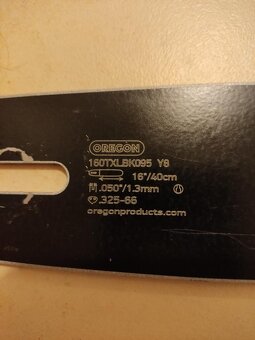 OREGON
160TXLBK095 Y8
16"/40cm
.050"/1.3mm
.325-66
oregonproducts.com